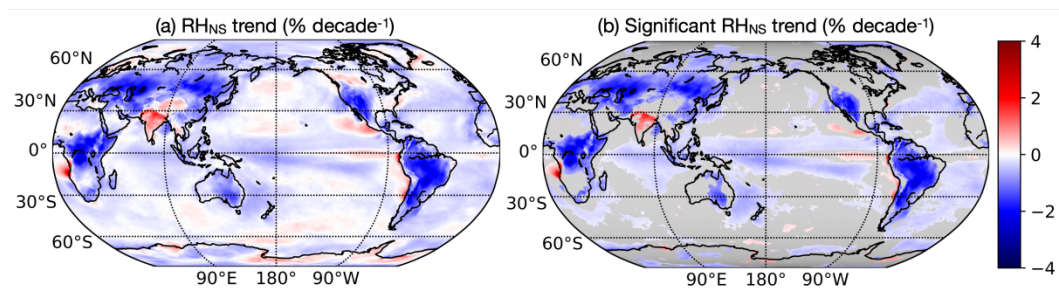 (a) RHNS trend (% decade⁻¹)
60°N
30°N
0°
30°S
60°S
90°E 180° 90°W
(b) Significant RHNS trend (% decade⁻¹)
60°N
30°N
0°
30°S
60°S
90°E 180° 90°W
4
2
0
−2
−4